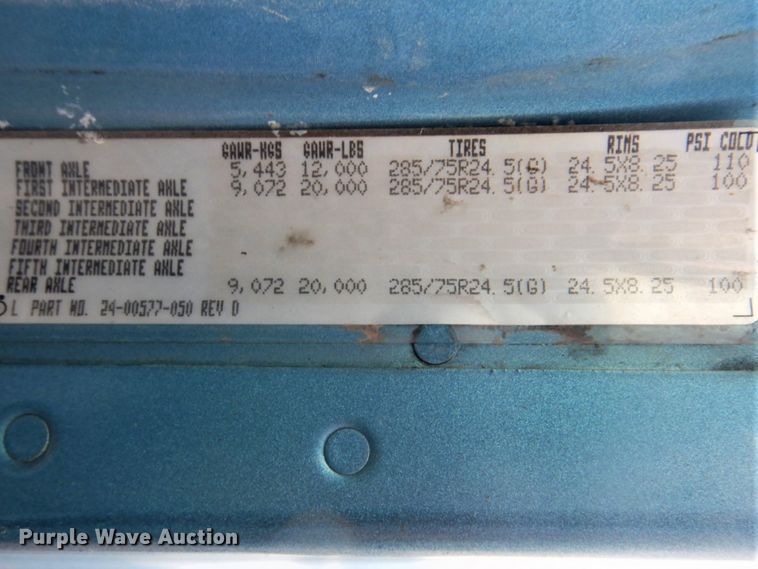 GAWR-KGS GAWR-LBS TIRES RIMS PSI COLD
FRONT AXLE 5,443 12,000 285/75R24.5(G) 24.5X8.25 110
FIRST INTERMEDIATE AXLE 9,072 20,000 285/75R24.5(G) 24.5X8.25 100
SECOND INTERMEDIATE AXLE
THIRD INTERMEDIATE AXLE
FOURTH INTERMEDIATE AXLE
FIFTH INTERMEDIATE AXLE
REAR AXLE 9,072 20,000 285/75R24.5(G) 24.5X8.25 100
L PART NO. 24-00577-050 REV D
Purple Wave Auction